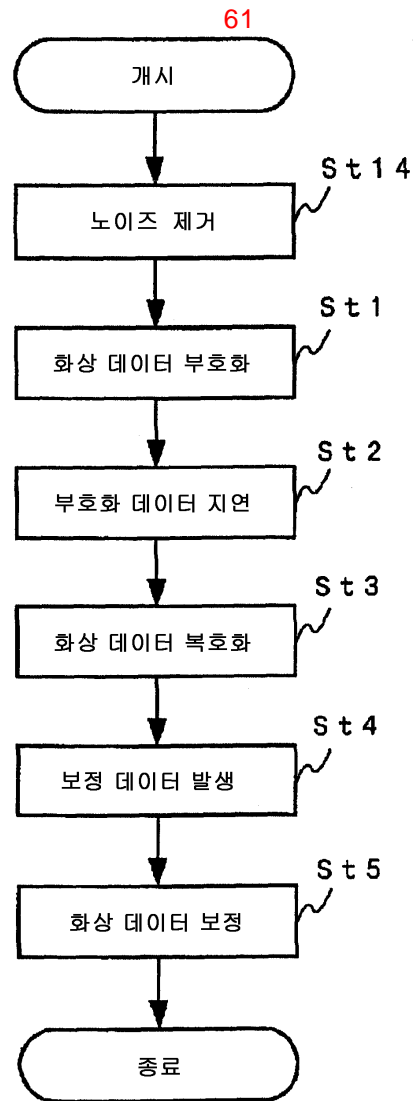 61
개시
St14
노이즈 제거
St1
화상 데이터 부호화
St2
부호화 데이터 지연
St3
화상 데이터 복호화
St4
보정 데이터 발생
St5
화상 데이터 보정
종료